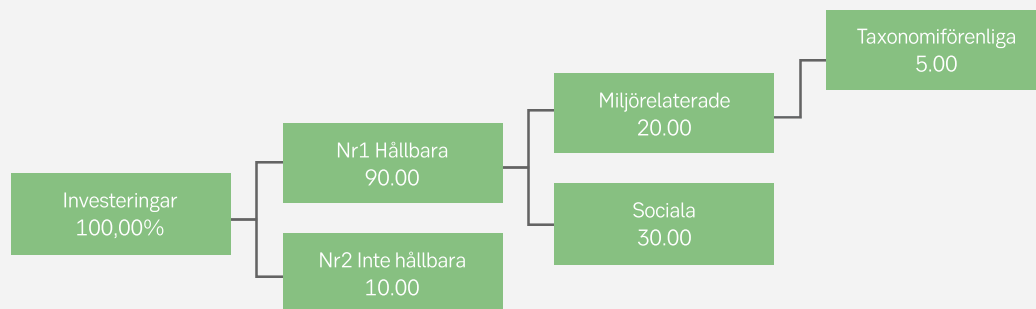 Investeringar
100,00%
Nr1 Hållbara
90.00
Nr2 Inte hållbara
10.00
Miljörelaterade
20.00
Sociala
30.00
Taxonomiförenliga
5.00